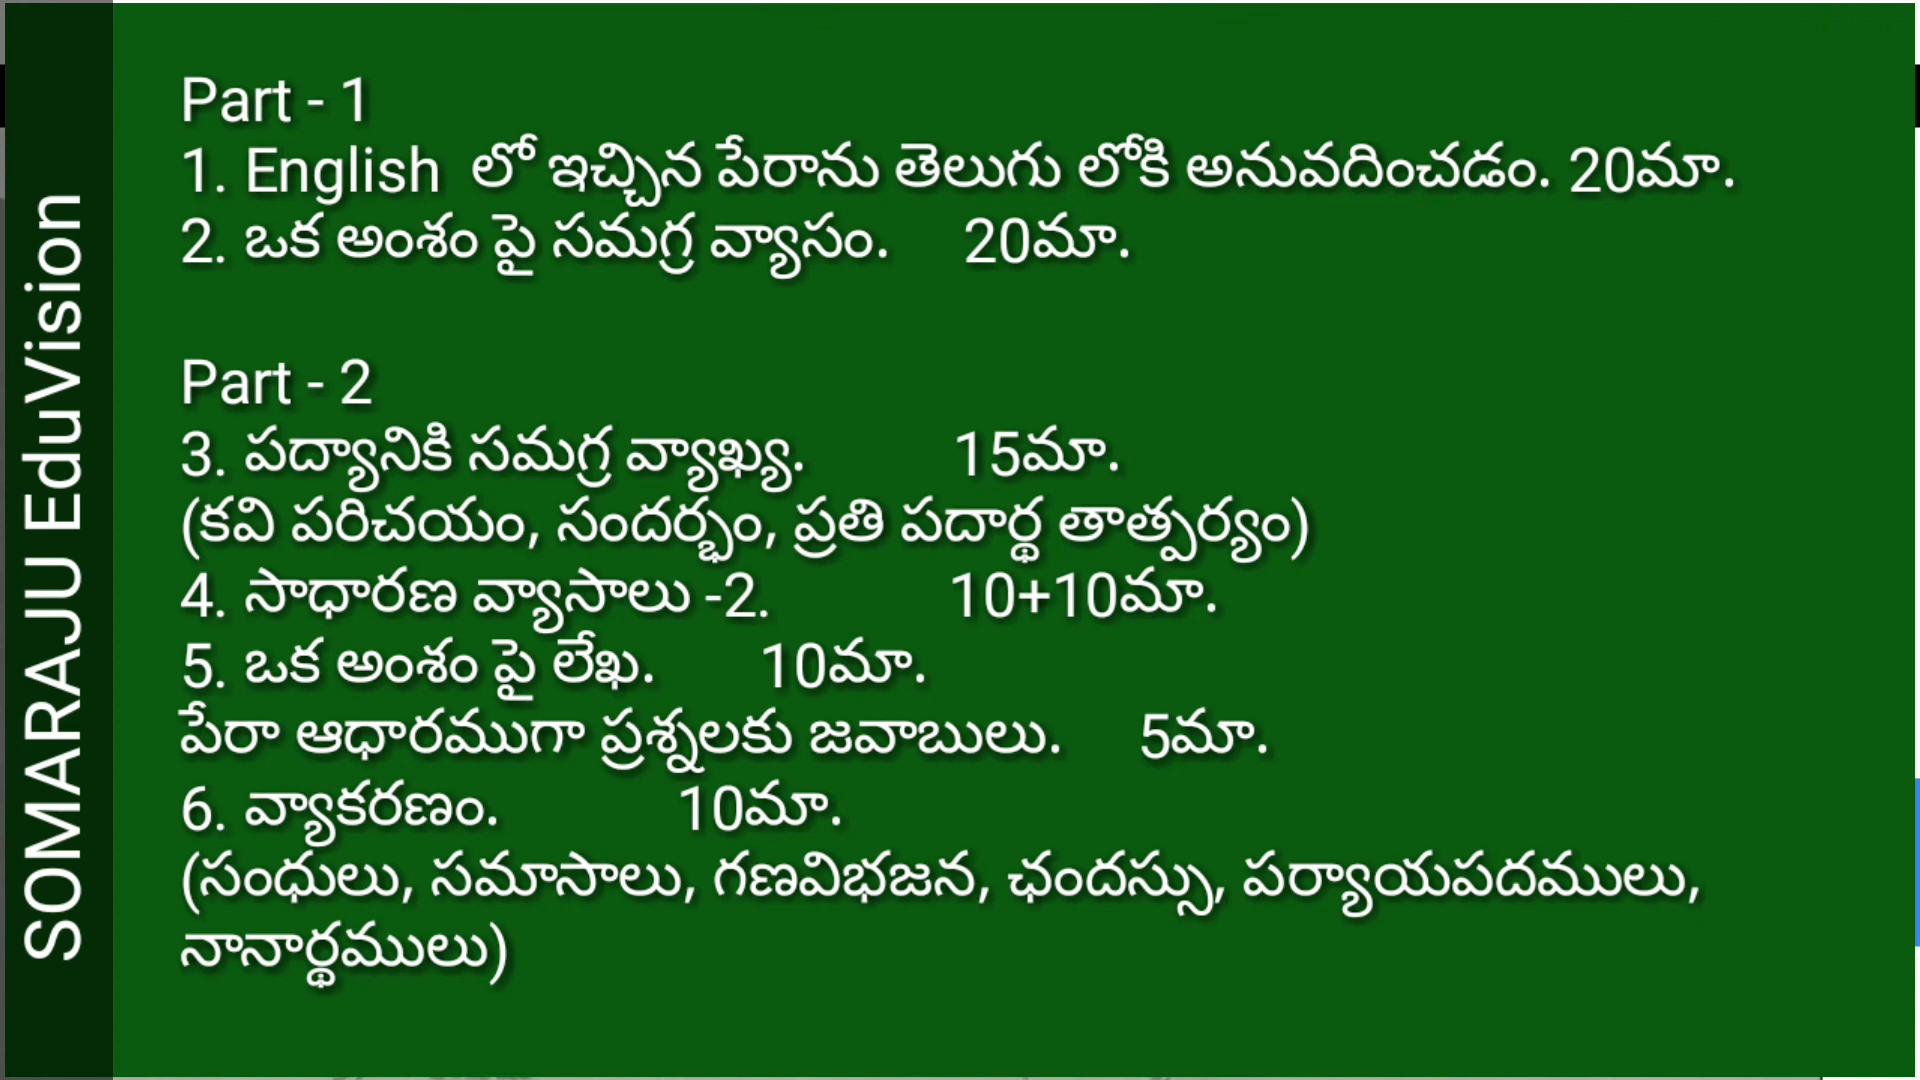 SOMARAJU EduVision
Part - 1
1. English లో ఇచ్చిన పేరాను తెలుగు లోకి అనువదించడం. 20మా.
2. ఒక అంశం పై సమగ్ర వ్యాసం. 20మా.
Part - 2
3. పద్యానికి సమగ్ర వ్యాఖ్య. 15మా.
(కవి పరిచయం, సందర్భం, ప్రతి పదార్థ తాత్పర్యం)
4. సాధారణ వ్యాసాలు -2. 10+10మా.
5. ఒక అంశం పై లేఖ. 10మా.
పేరా ఆధారముగా ప్రశ్నలకు జవాబులు. 5మా.
6. వ్యాకరణం. 10మా.
(సంధులు, సమాసాలు, గణవిభజన, ఛందస్సు, పర్యాయపదములు,
నానార్థములు)